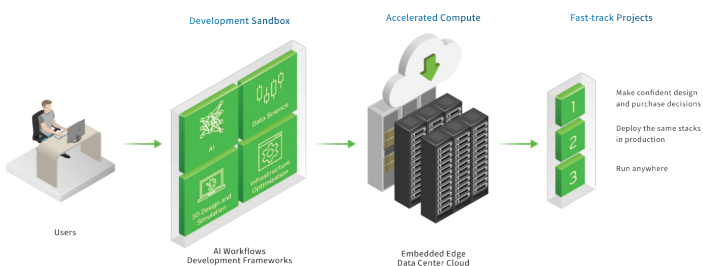 Development Sandbox
Accelerated Compute
Fast-track Projects
AI
Data Science
3D Design and
Simulation
Infrastructure
Optimization
1
Make confident design
and purchase decisions
2
Deploy the same stacks
in production
3
Run anywhere
Users
AI Workflows
Development Frameworks
Embedded Edge
Data Center Cloud